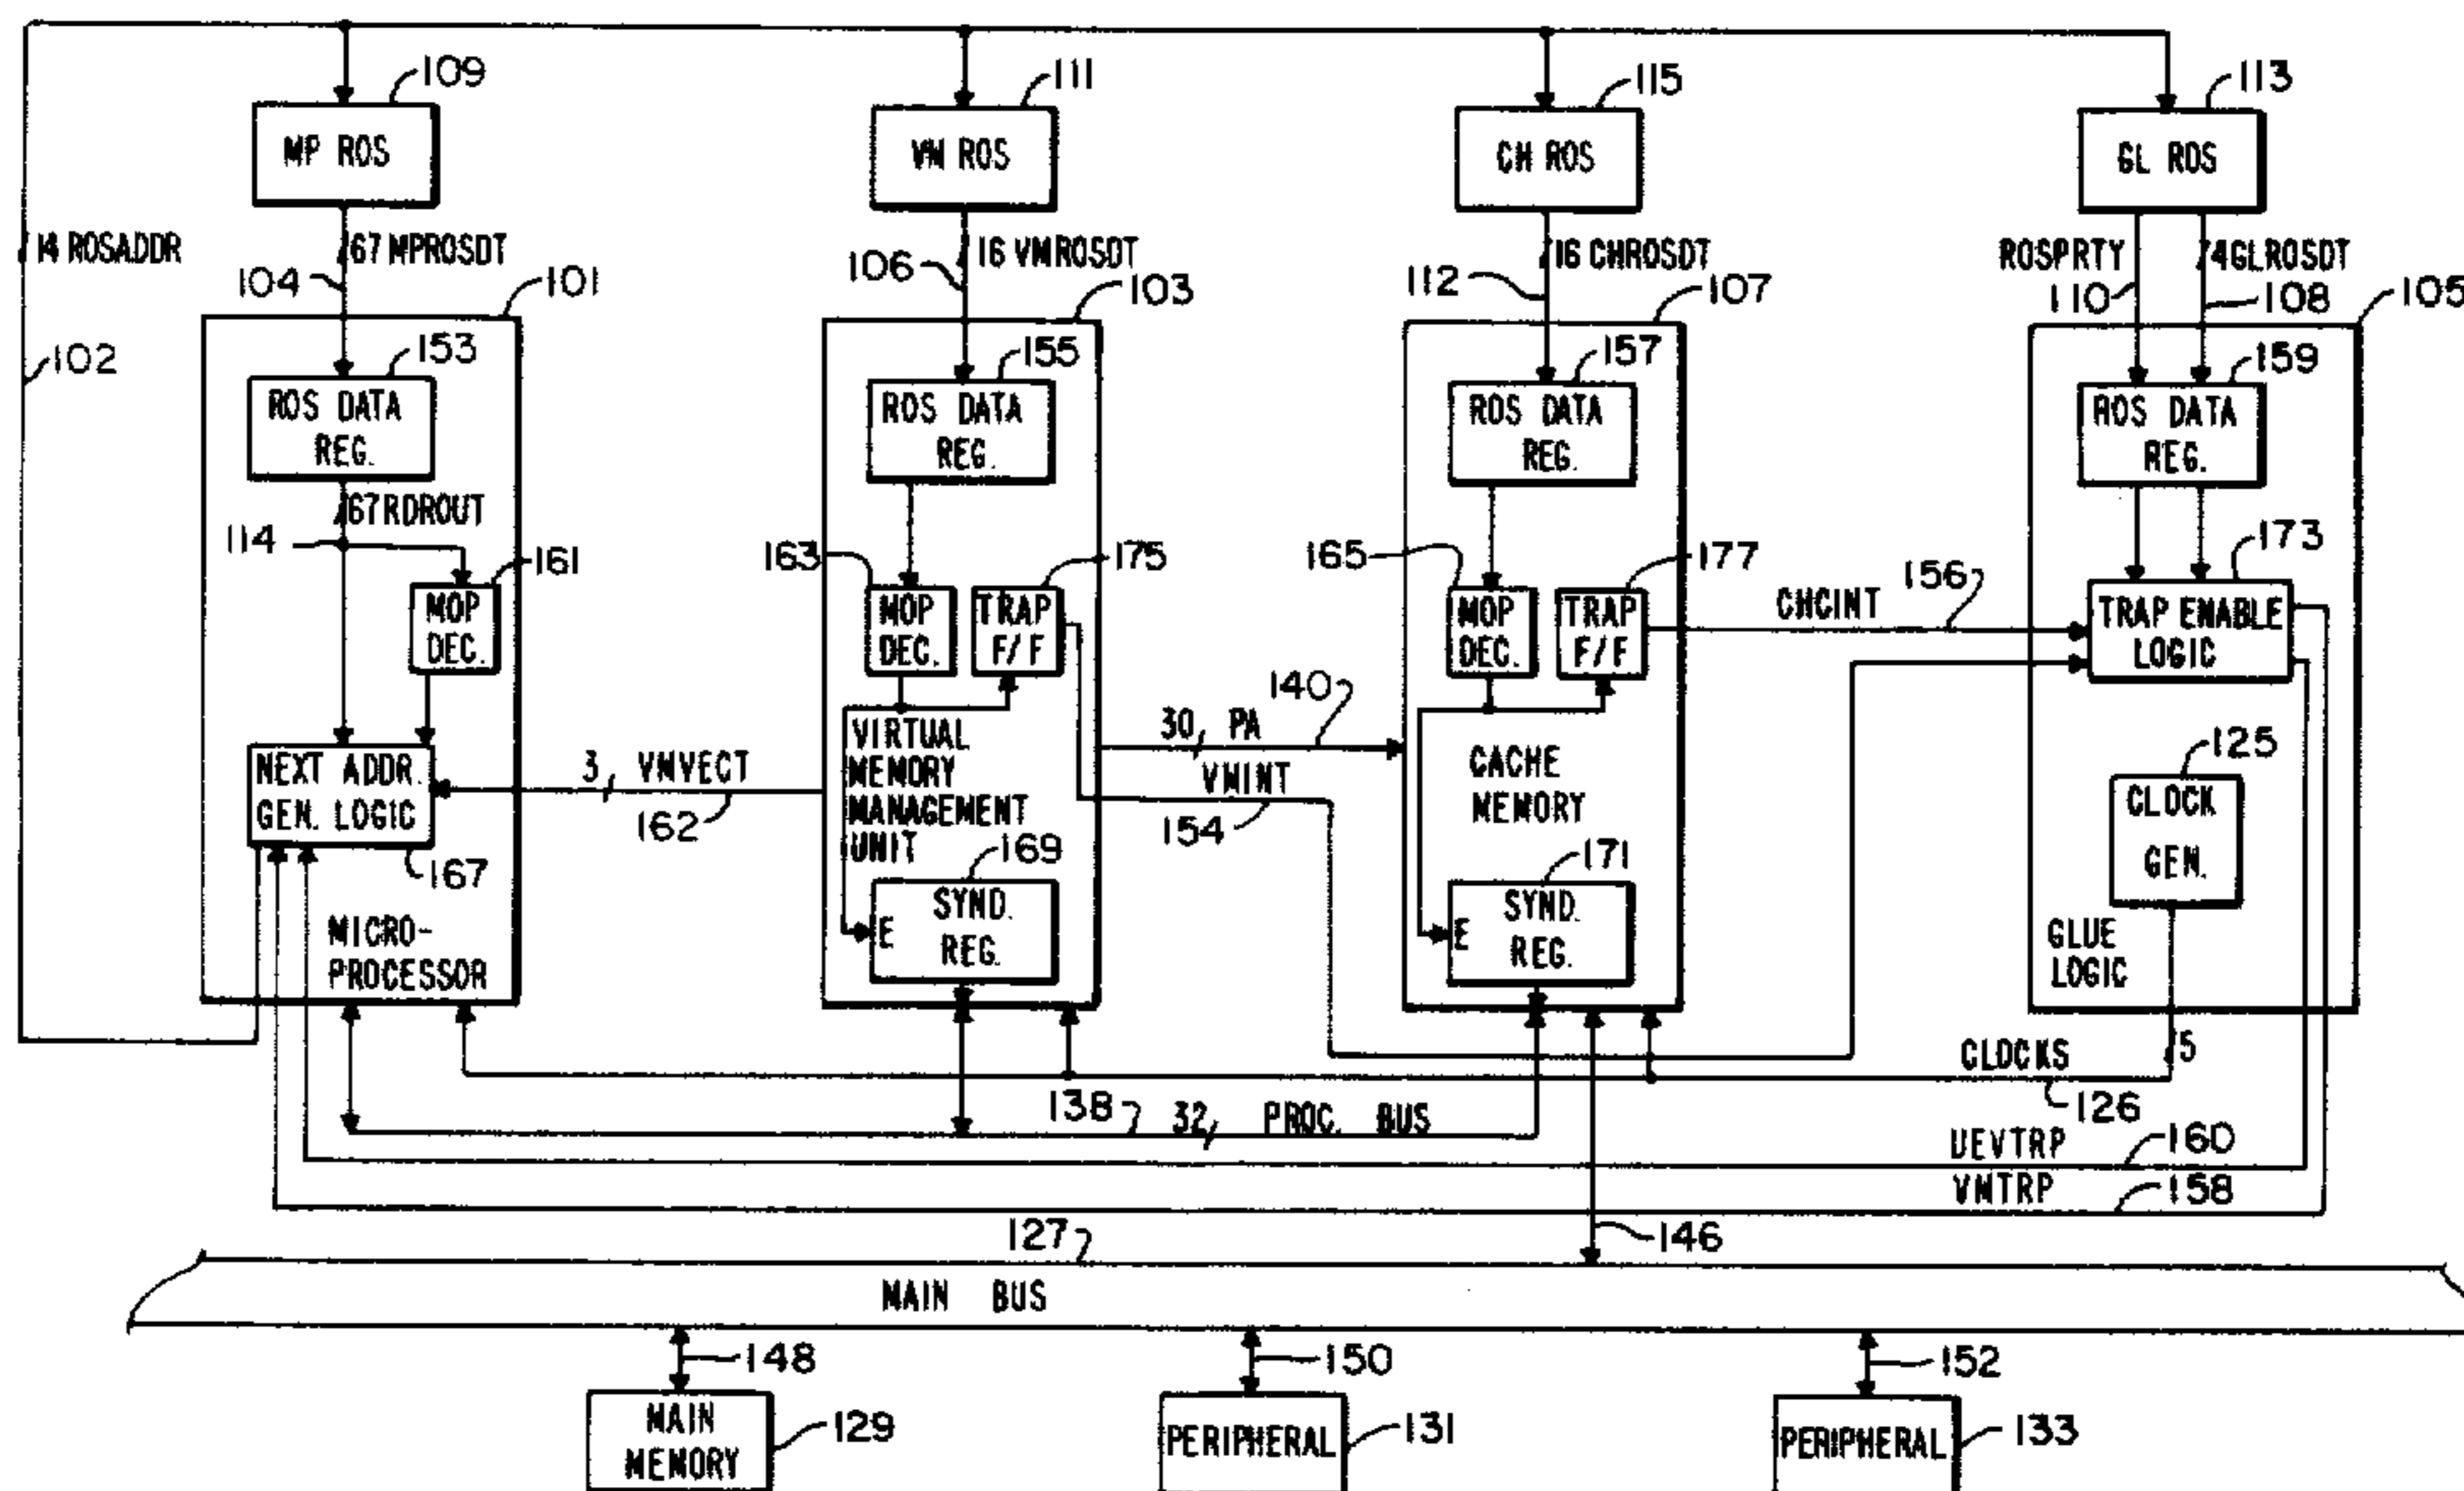 109
111
115
113
MP ROS
VM ROS
CH ROS
GL ROS
14 ROSADDR
67 MPROSDT
16 VMROSDT
16 CHROSDT
ROSPRTY
4GLROSDT
104
106
112
110
108
101
103
107
105
102
153
155
157
159
ROS DATA
REG.
ROS DATA
REG.
ROS DATA
REG.
ROS DATA
REG.
67RDROUT
114
161
163
175
165
177
156
173
MOP
DEC.
MOP
DEC.
TRAP
F/F
MOP
DEC.
TRAP
F/F
CHCINT
TRAP ENABLE
LOGIC
140
30 PA
NEXT ADDR.
GEN. LOGIC
3 VMVECT
162
VIRTUAL
MEMORY
MANAGEMENT
UNIT
VMINT
154
CACHE
MEMORY
125
CLOCK
GEN.
167
169
171
MICRO-
PROCESSOR
E
SYND.
REG.
E
SYND.
REG.
GLUE
LOGIC
CLOCKS
5
126
138
32 PROC. BUS
UEVTRP
160
VMTRP
158
127
146
MAIN BUS
148
150
152
MAIN
MEMORY
129
PERIPHERAL
131
PERIPHERAL
133